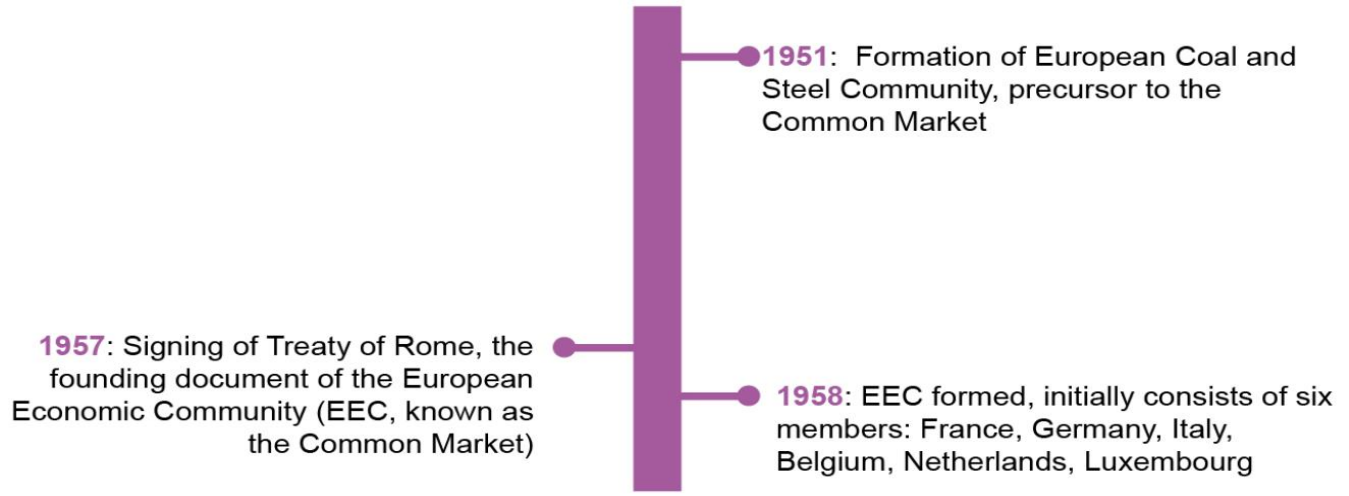 1951:  Formation of European Coal and
Steel Community, precursor to the
Common Market
1957: Signing of Treaty of Rome, the
founding document of the European
Economic Community (EEC, known as
the Common Market)
1958: EEC formed, initially consists of six
members: France, Germany, Italy,
Belgium, Netherlands, Luxembourg